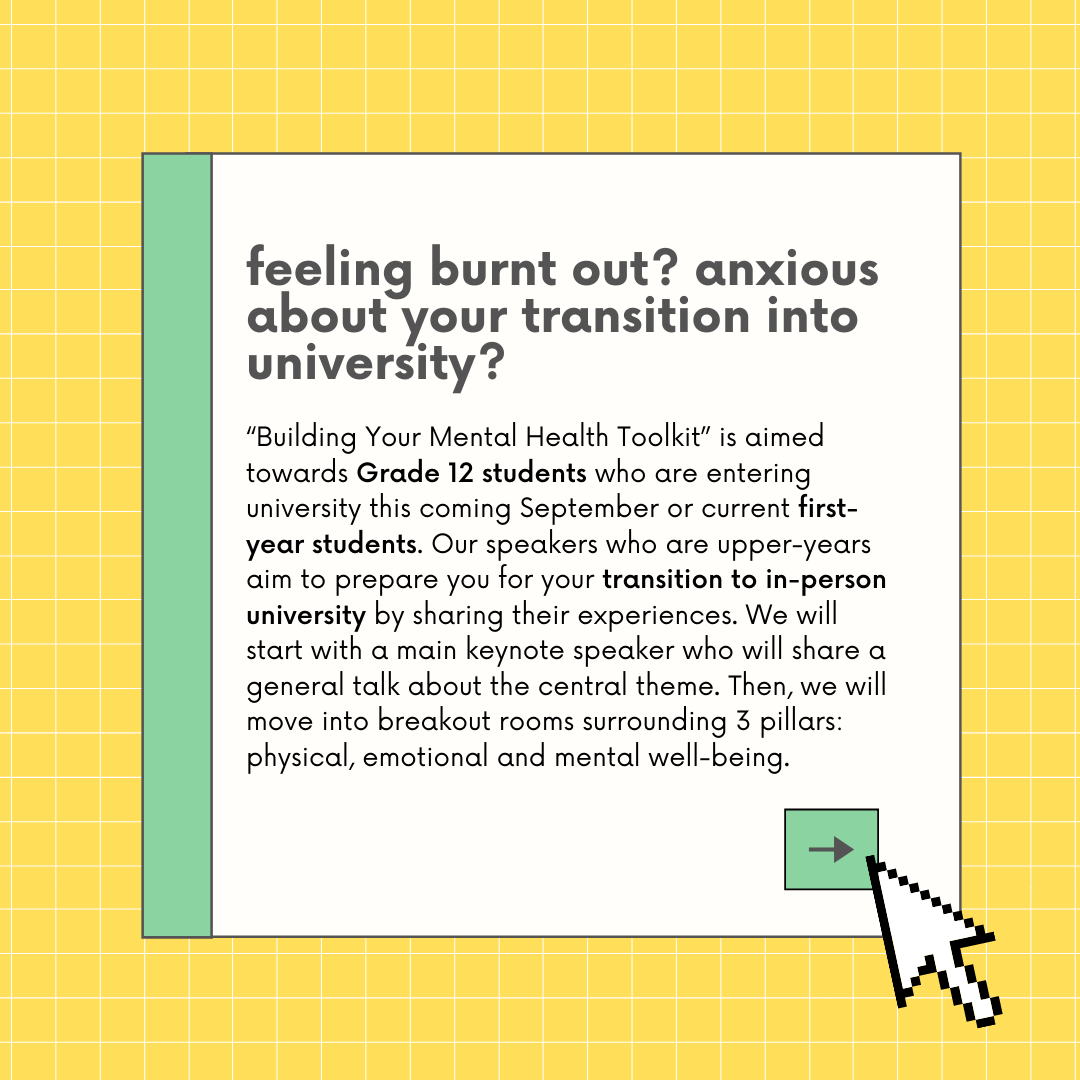 feeling burnt out? anxious
about your transition into
university?
“Building Your Mental Health Toolkit” is aimed
towards Grade 12 students who are entering
university this coming September or current first-
year students. Our speakers who are upper-years
aim to prepare you for your transition to in-person
university by sharing their experiences. We will
start with a main keynote speaker who will share a
general talk about the central theme. Then, we will
move into breakout rooms surrounding 3 pillars:
physical, emotional and mental well-being.